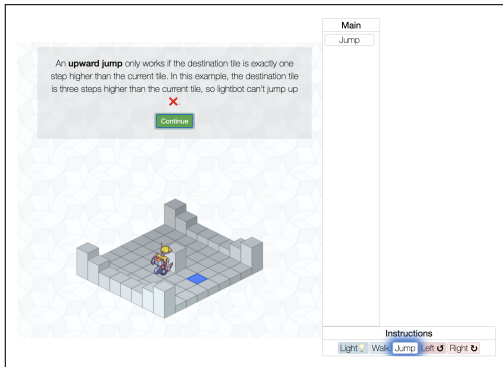 An upward jump only works if the destination tile is exactly one
step higher than the current tile. In this example, the destination tile
is three steps higher than the current tile, so lightbot can't jump up
❌.
Continue
Main
Jump
Instructions
Light Walk Jump Left ↺ Right ↻